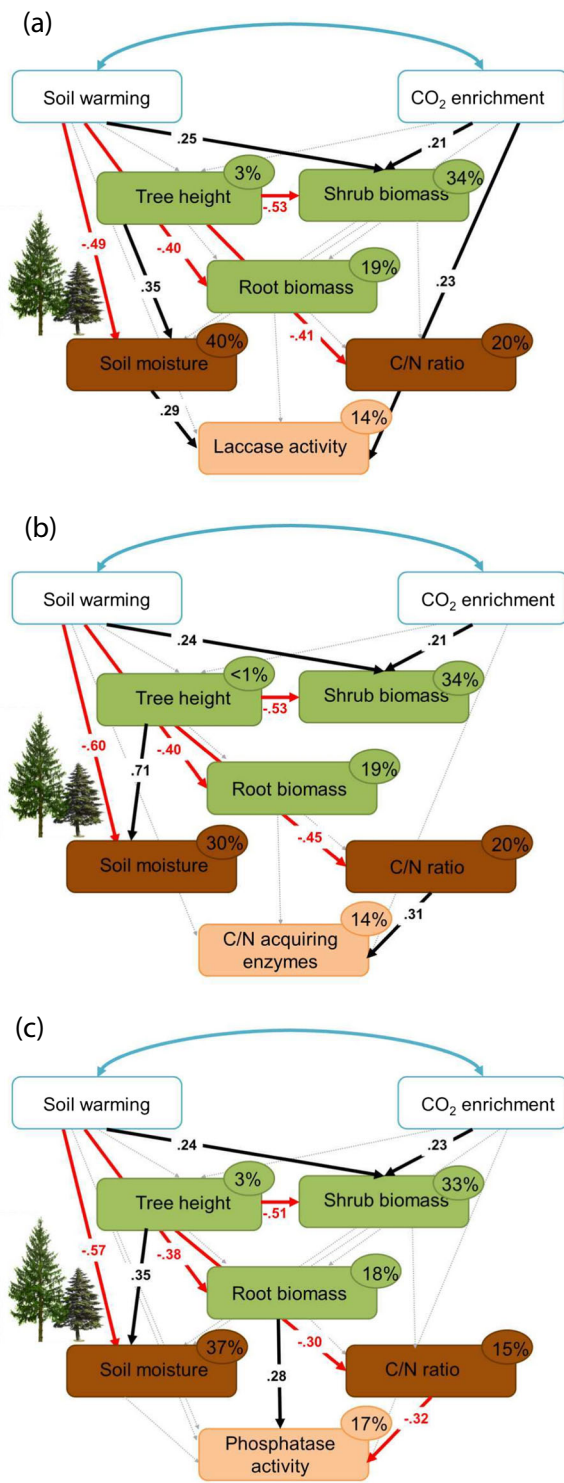 (a)
Soil warming
CO₂ enrichment
.25
.21
3%
34%
Tree height
-.53
Shrub biomass
-.49
-.40
19%
.35
Root biomass
.23
40%
-.41
20%
Soil moisture
C/N ratio
.29
14%
Laccase activity
(b)
Soil warming
CO₂ enrichment
.24
.21
<1%
34%
Tree height
-.53
Shrub biomass
-.60
-.40
.71
19%
Root biomass
30%
-.45
20%
Soil moisture
C/N ratio
14%
.31
C/N acquiring
enzymes
(c)
Soil warming
CO₂ enrichment
.24
.23
3%
33%
Tree height
-.51
Shrub biomass
-.57
-.38
.35
18%
Root biomass
37%
-.30
15%
Soil moisture
C/N ratio
.28
-.32
17%
Phosphatase
activity